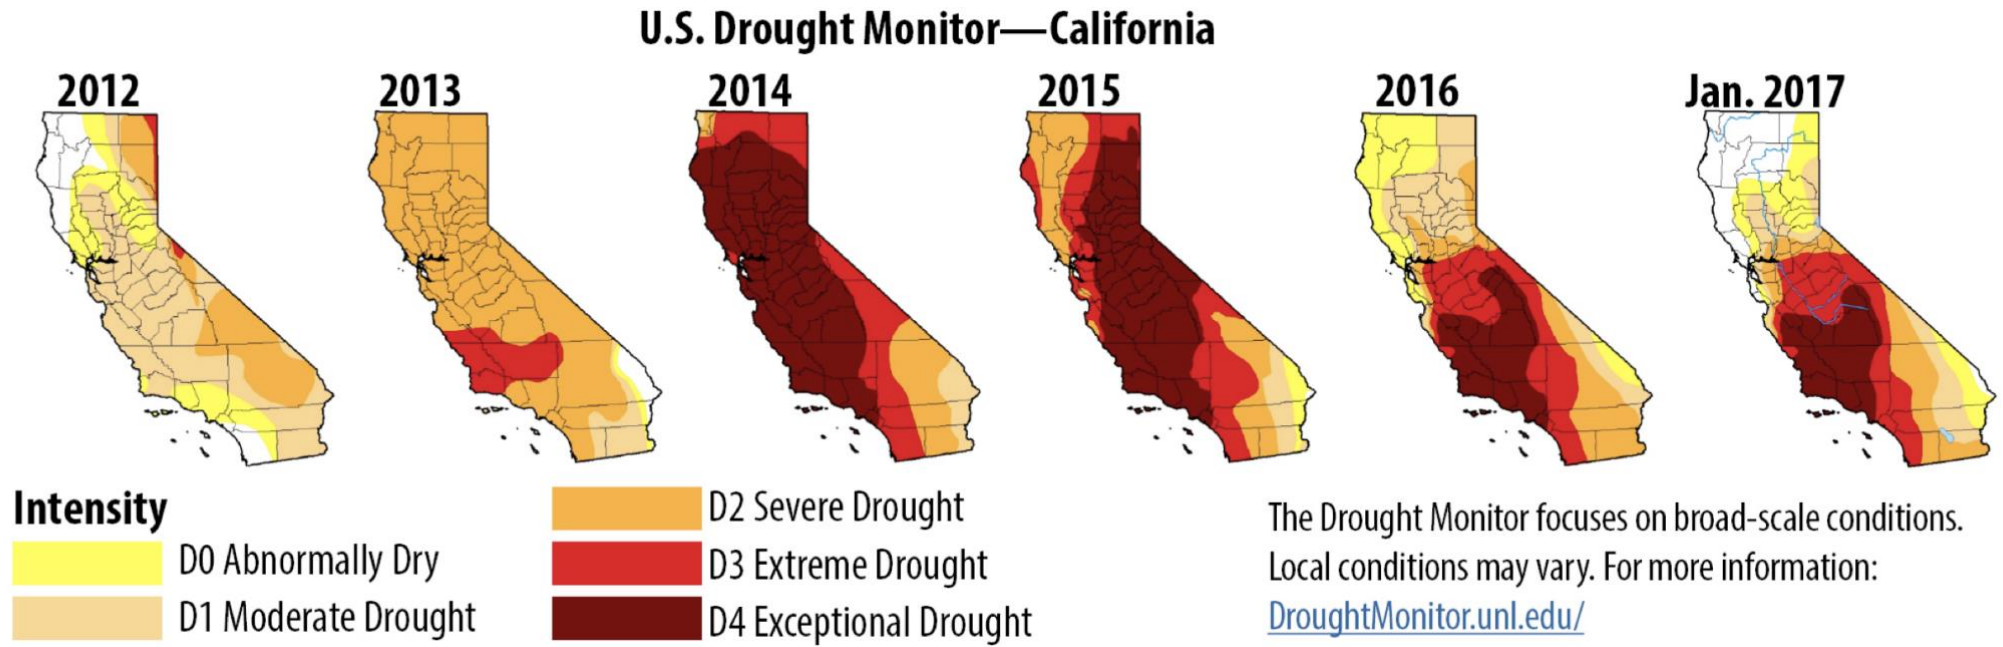 U.S. Drought Monitor—California
2012
2013
2014
2015
2016
Jan. 2017
Intensity
D0 Abnormally Dry
D1 Moderate Drought
D2 Severe Drought
D3 Extreme Drought
D4 Exceptional Drought
The Drought Monitor focuses on broad-scale conditions.
Local conditions may vary. For more information:
DroughtMonitor.unl.edu/